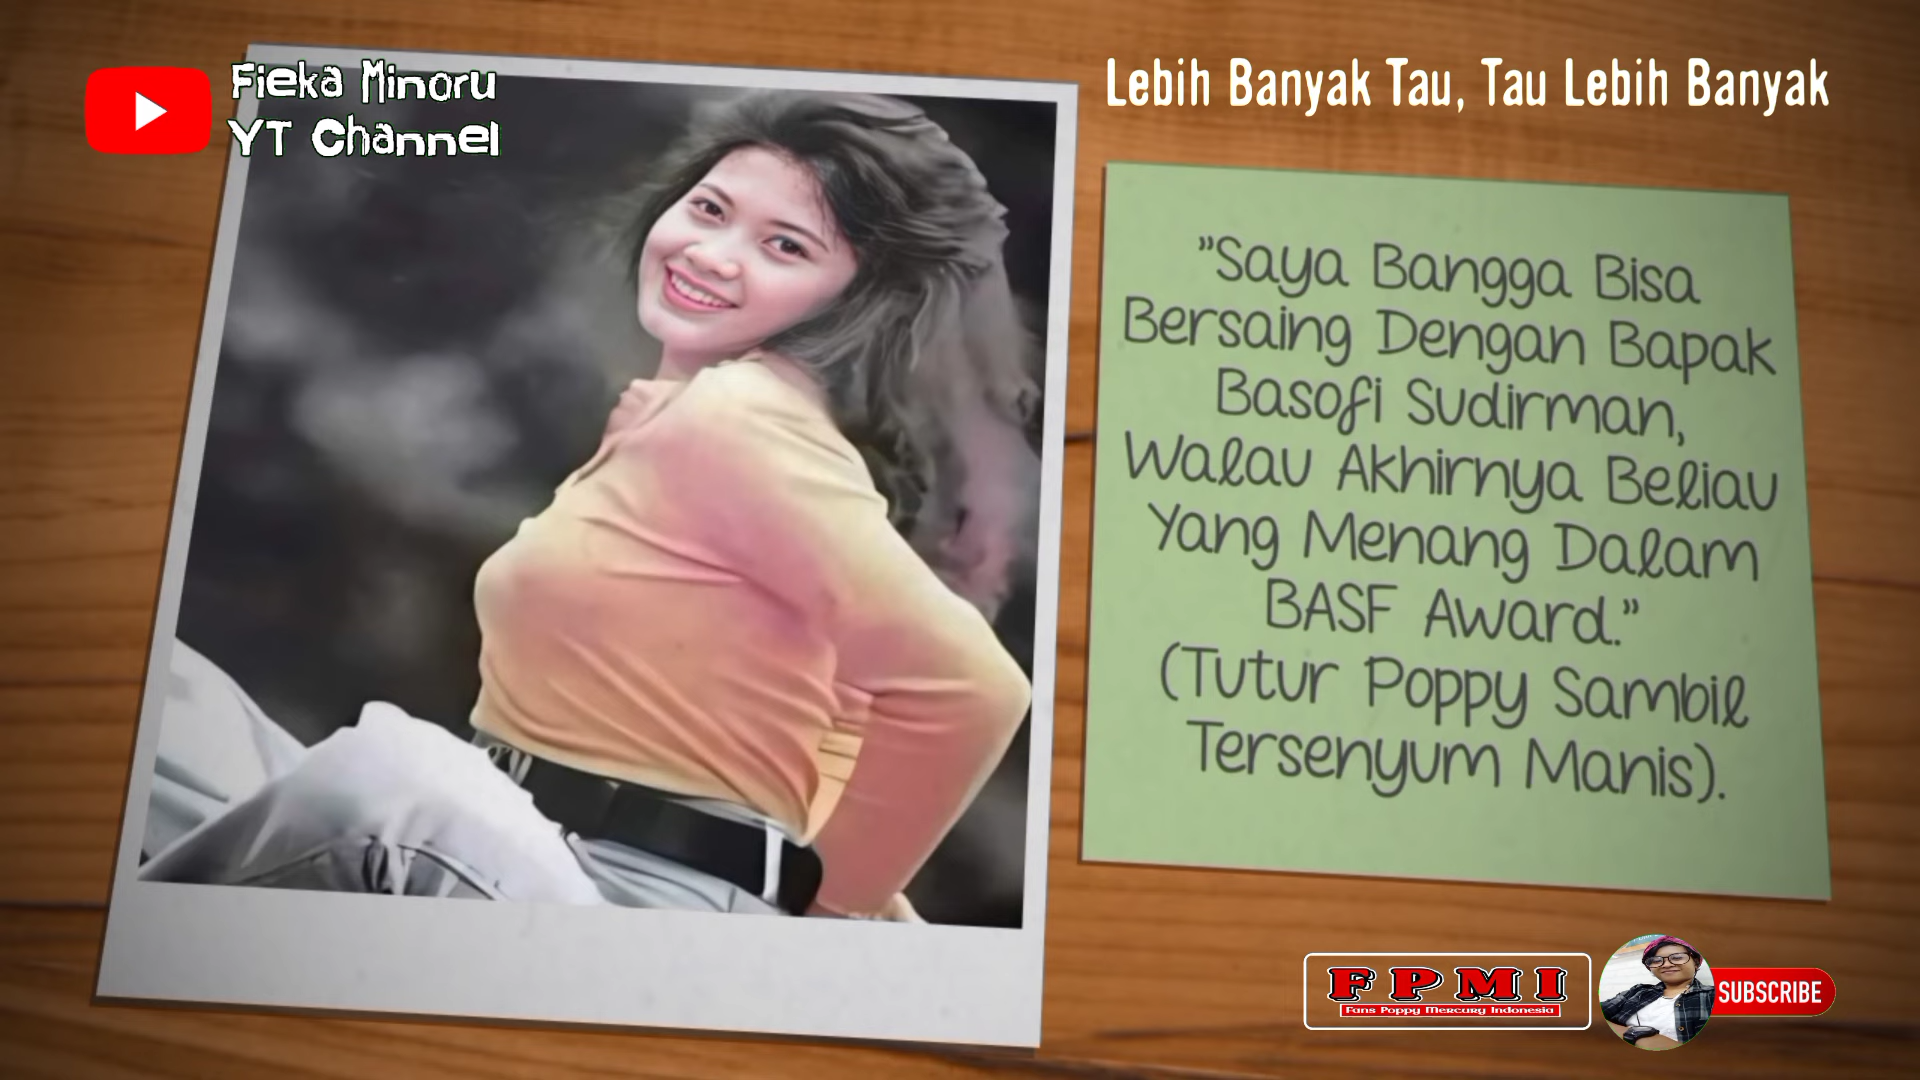 Fieka Minoru
YT Channel
Lebih Banyak Tau, Tau Lebih Banyak
"Saya Bangga Bisa
Bersaing Dengan Bapak
Basofi Sudirman,
Walau Akhirnya Beliau
Yang Menang Dalam
BASF Award."
(Tutur Poppy Sambil
Tersenyum Manis).
FPMI
Fans Poppy Mercury Indonesia
SUBSCRIBE